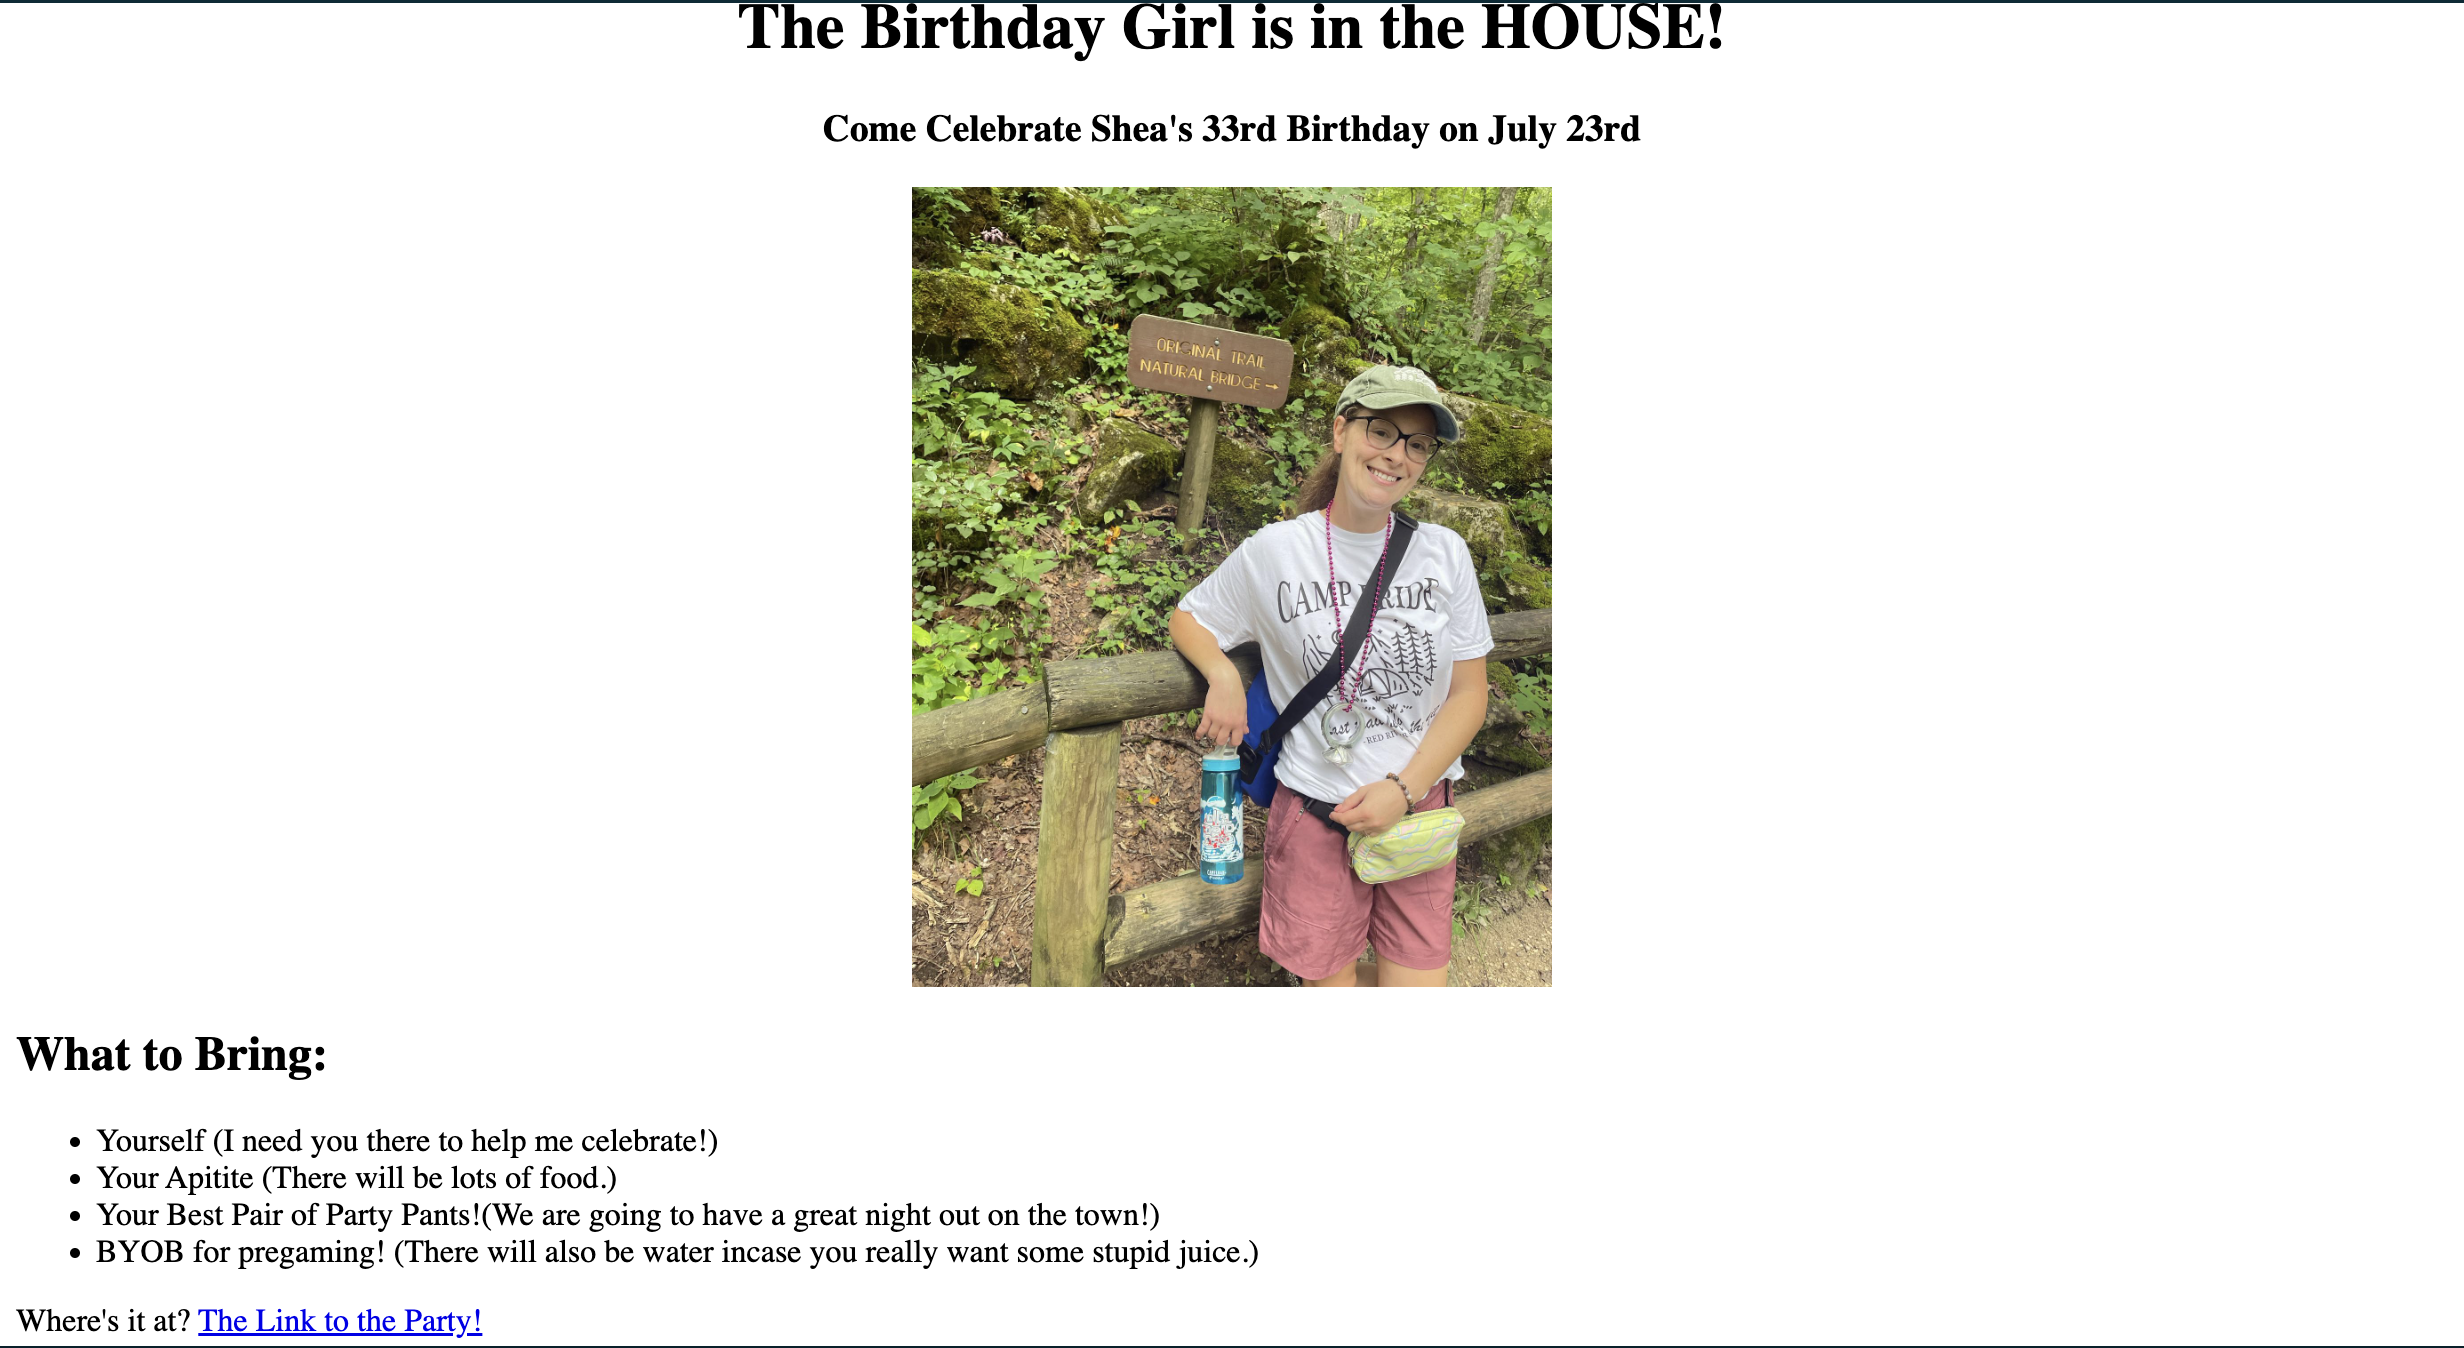 The Birthday Girl is in the HOUSE!
Come Celebrate Shea's 33rd Birthday on July 23rd
ORIGINAL TRAIL
NATURAL BRIDGE →
CAMP RIDE
RED
What to Bring:
• Yourself (I need you there to help me celebrate!)
• Your Apitite (There will be lots of food.)
• Your Best Pair of Party Pants!(We are going to have a great night out on the town!)
• BYOB for pregaming! (There will also be water incase you really want some stupid juice.)
Where's it at? The Link to the Party!